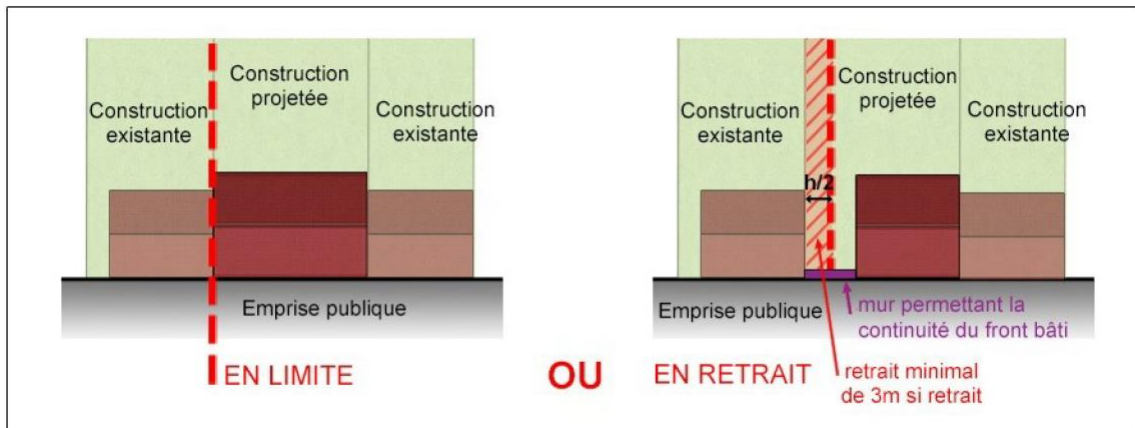 Construction
existante
Construction
projetée
Construction
existante
Emprise publique
EN LIMITE
OU
Construction
existante
Construction
projetée
Construction
existante
h/2
Emprise publique
mur permettant la
continuité du front bâti
EN RETRAIT
retrait minimal
de 3m si retrait